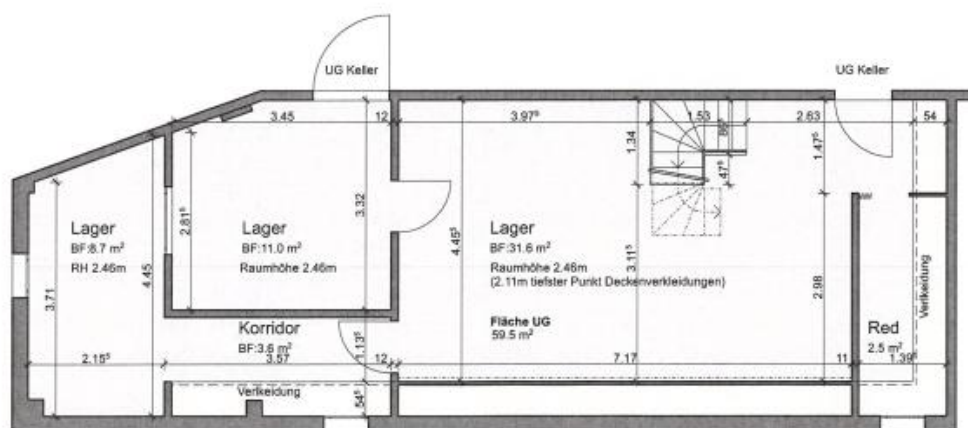 UG Keller
UG Keller
3.45
12
3.97⁵
1.53
2.63
54
86⁵
1.34
47⁵
1.47⁵
2.81⁵
3.32
4.45⁵
3.11⁵
2.98
3.71
4.45
Lager
BF:8.7 m²
RH 2.46m
Lager
BF:11.0 m²
Raumhöhe 2.46m
Lager
BF:31.6 m²
Raumhöhe 2.46m
(2.11m tiefster Punkt Deckenverkleidungen)
Fläche UG
59.5 m²
Korridor
BF:3.6 m²
Red
2.5 m²
Verkleidung
2.15⁵
3.57
1.13⁵
12
7.17
11
1.39⁵
Verkleidung
54⁵